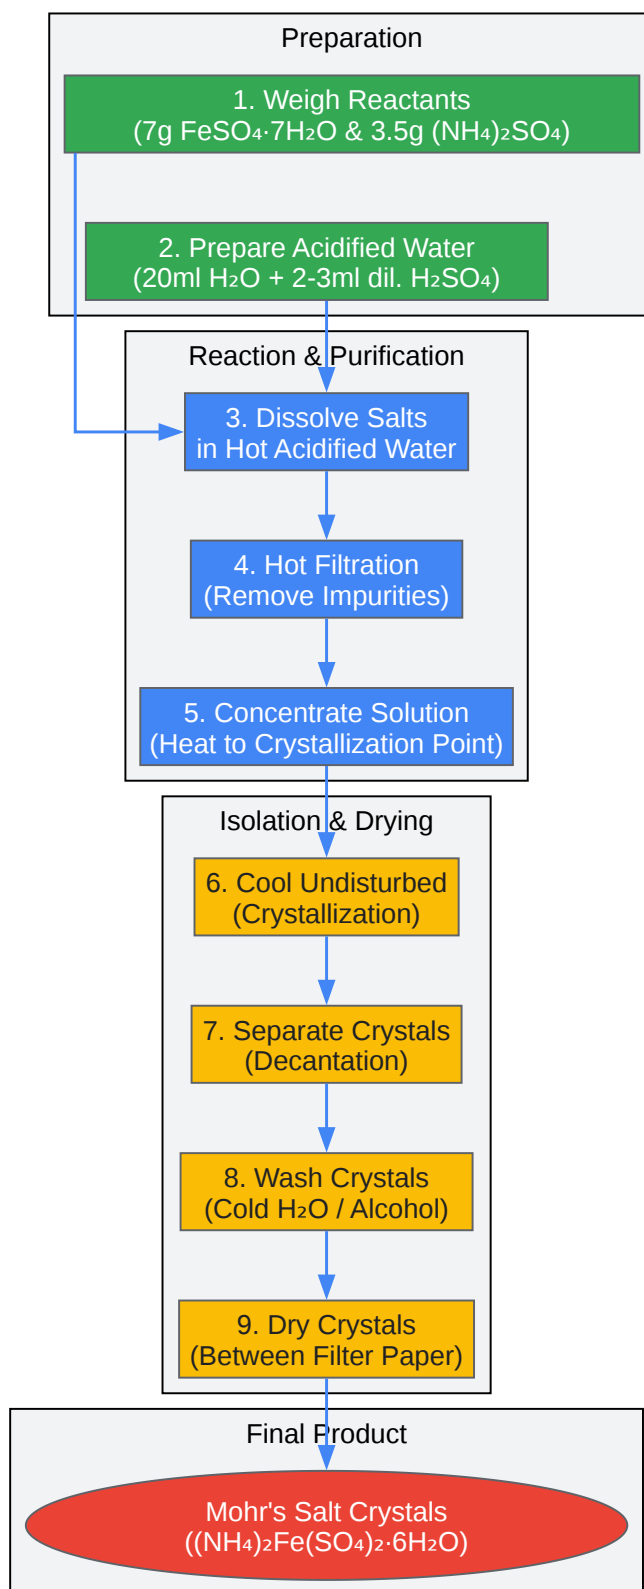 Preparation
1. Weigh Reactants
(7g FeSO₄·7H₂O & 3.5g (NH₄)₂SO₄)
2. Prepare Acidified Water
(20ml H₂O + 2-3ml dil. H₂SO₄)
Reaction & Purification
3. Dissolve Salts
in Hot Acidified Water
4. Hot Filtration
(Remove Impurities)
5. Concentrate Solution
(Heat to Crystallization Point)
Isolation & Drying
6. Cool Undisturbed
(Crystallization)
7. Separate Crystals
(Decantation)
8. Wash Crystals
(Cold H₂O / Alcohol)
9. Dry Crystals
(Between Filter Paper)
Final Product
Mohr's Salt Crystals
((NH₄)₂Fe(SO₄)₂·6H₂O)